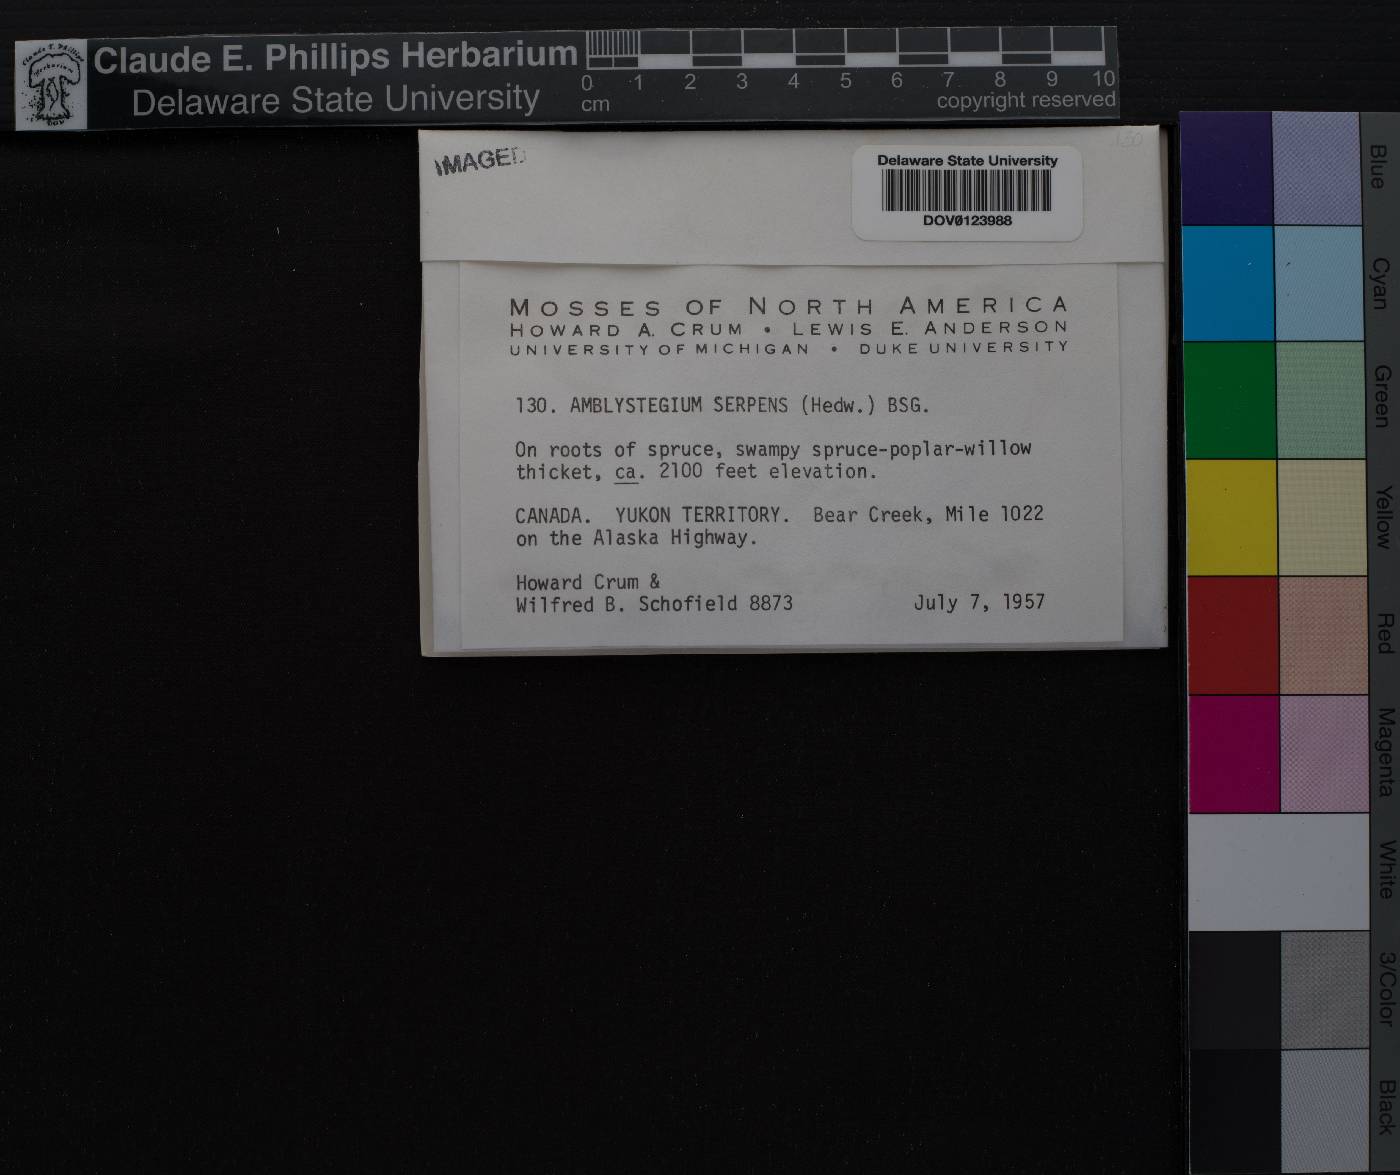 Claude E. Phillips Herbarium
Delaware State University
0 1 2 3 4 5 6 7 8 9 10
cm
copyright reserved
IMAGED
130
Delaware State University
DOV0123988
MOSSES OF NORTH AMERICA
HOWARD A. CRUM • LEWIS E. ANDERSON
UNIVERSITY OF MICHIGAN • DUKE UNIVERSITY
130. AMBLYSTEGIUM SERPENS (Hedw.) BSG.
On roots of spruce, swampy spruce-poplar-willow
thicket, ca. 2100 feet elevation.
CANADA. YUKON TERRITORY. Bear Creek, Mile 1022
on the Alaska Highway.
Howard Crum &
Wilfred B. Schofield 8873 July 7, 1957
Blue
Cyan
Green
Yellow
Red
Magenta
White
3/Color
Black